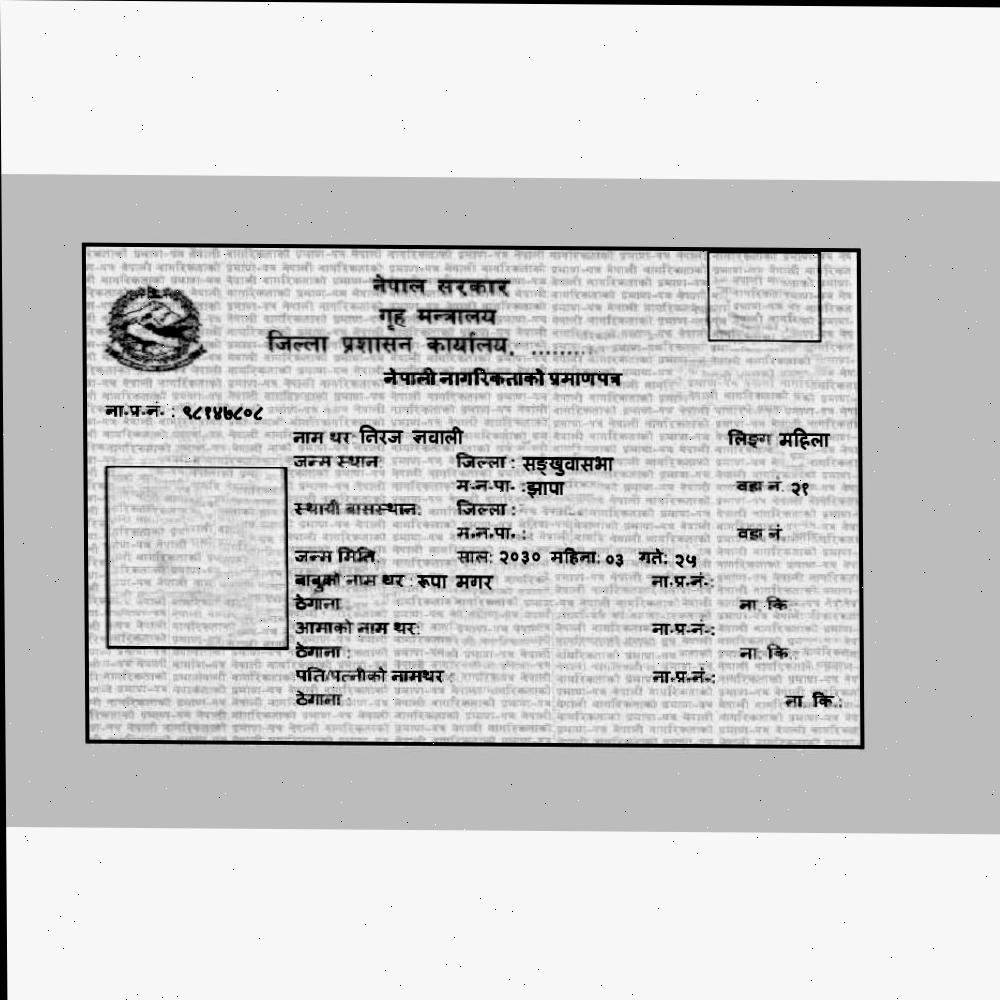 नेपाल सरकार
गृह मन्त्रालय
जिल्ला प्रशासन कार्यालय, ..........
नेपाली नागरिकताको प्रमाणपत्र
ना.प्र.नं. : ९८१४७८०८
नाम थर: निरज ज्ञवाली लिङ्ग महिला
जन्म स्थान: जिल्ला : सङ्खुवासभा
म.न.पा. :झापा वडा नं. २१
स्थायी बासस्थान: जिल्ला :
म.न.पा. : वडा नं.
जन्म मिति: साल: २०३० महिना: ०३ गते: २५
बाबुको नाम थर : रूपा मगर ना.प्र.नं.:
ठेगाना ना. कि.
आमाको नाम थर: ना.प्र.नं.:
ठेगाना : ना. कि.:
पति/पत्नीको नामथर : ना.प्र.नं.:
ठेगाना : ना. कि.: